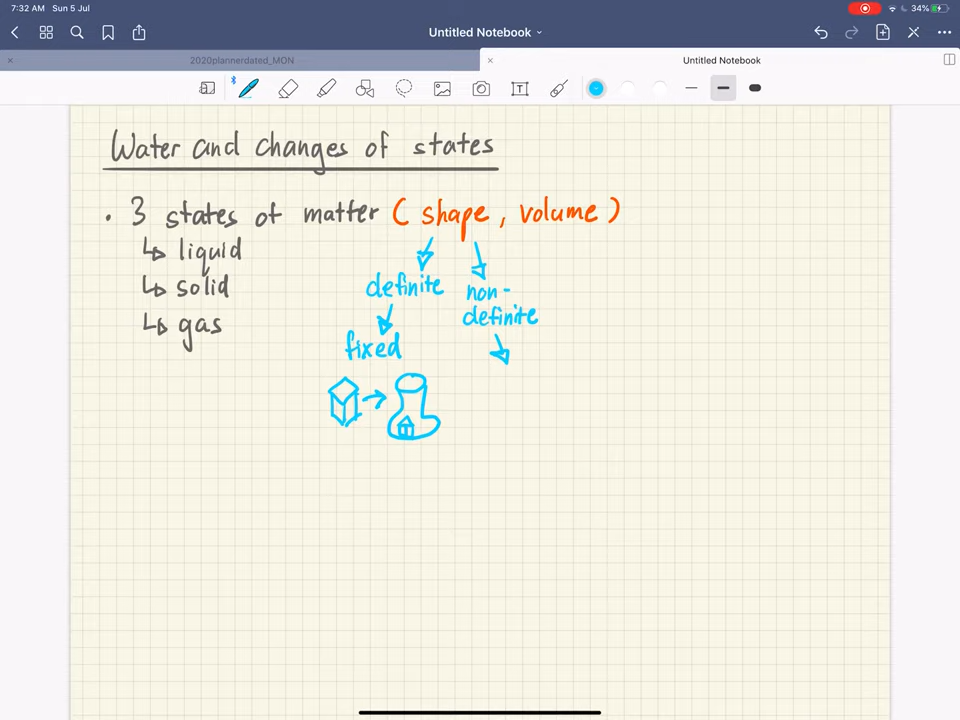 7:32 AM Sun 5 Jul 34%
Untitled Notebook
2020plannerdated_MON Untitled Notebook
T
Water and changes of states
3 states of matter ( shape , volume )
↳ liquid
↳ solid
↳ gas
definite
non-
definite
fixed